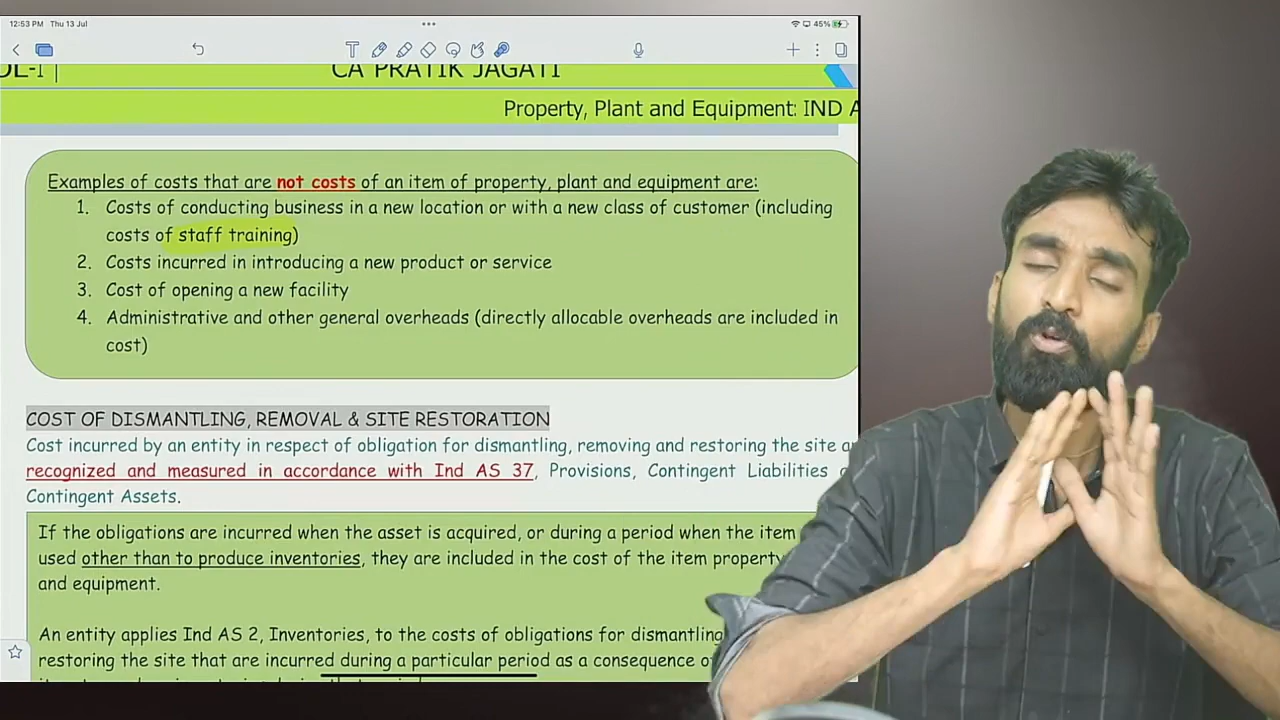 12:53 PM Thu 13 Jul
45%
CA PRATIK JAGATI
Property, Plant and Equipment: IND A
Examples of costs that are not costs of an item of property, plant and equipment are:
1. Costs of conducting business in a new location or with a new class of customer (including
costs of staff training)
2. Costs incurred in introducing a new product or service
3. Cost of opening a new facility
4. Administrative and other general overheads (directly allocable overheads are included in
cost)
COST OF DISMANTLING, REMOVAL & SITE RESTORATION
Cost incurred by an entity in respect of obligation for dismantling, removing and restoring the site
recognized and measured in accordance with Ind AS 37, Provisions, Contingent Liabilities
Contingent Assets.
If the obligations are incurred when the asset is acquired, or during a period when the item
used other than to produce inventories, they are included in the cost of the item property
and equipment.
An entity applies Ind AS 2, Inventories, to the costs of obligations for dismantling
restoring the site that are incurred during a particular period as a consequence